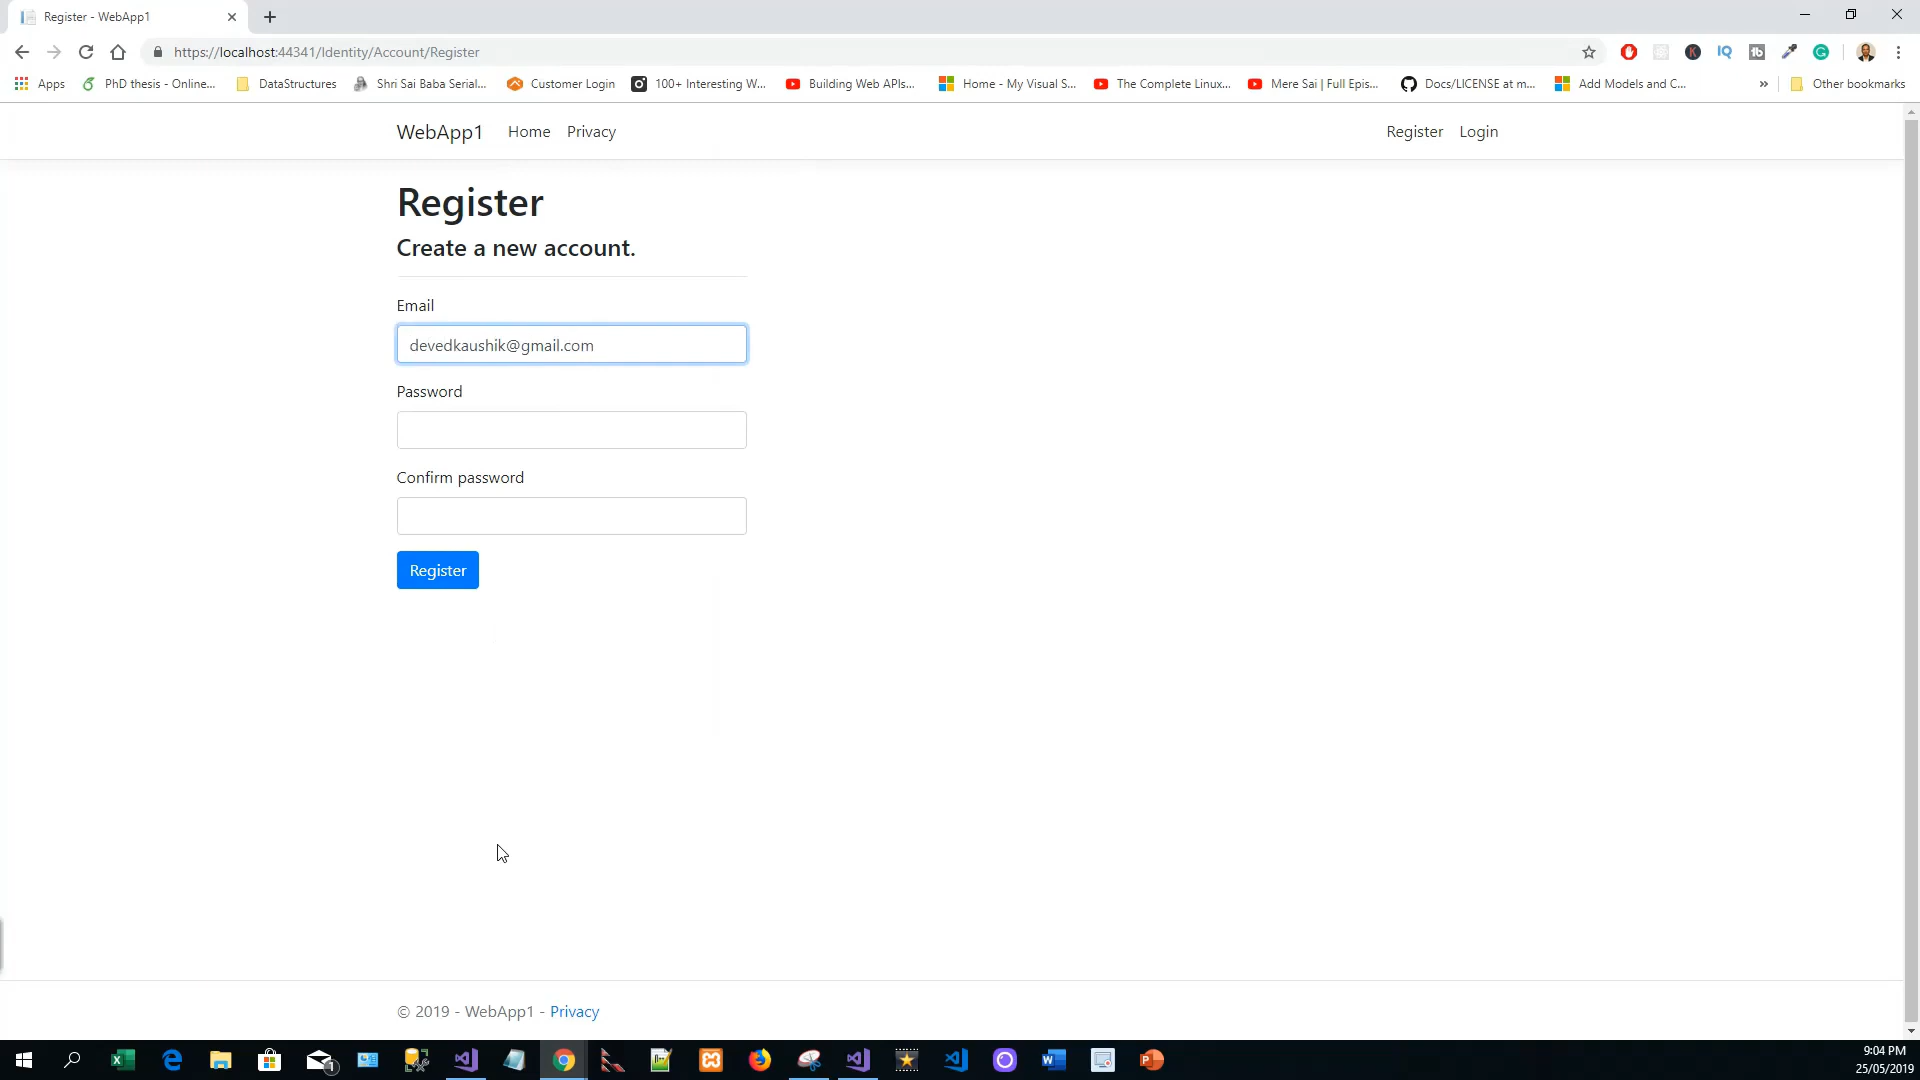 Register - WebApp1
https://localhost:44341/Identity/Account/Register
Apps PhD thesis - Online... DataStructures Shri Sai Baba Serial... Customer Login 100+ Interesting W... Building Web APIs... Home - My Visual S... The Complete Linux... Mere Sai | Full Epis... Docs/LICENSE at m... Add Models and C... » Other bookmarks
WebApp1 Home Privacy Register Login
Register
Create a new account.
Email
devedkaushik@gmail.com
Password
Confirm password
Register
© 2019 - WebApp1 - Privacy
9:04 PM
25/05/2019